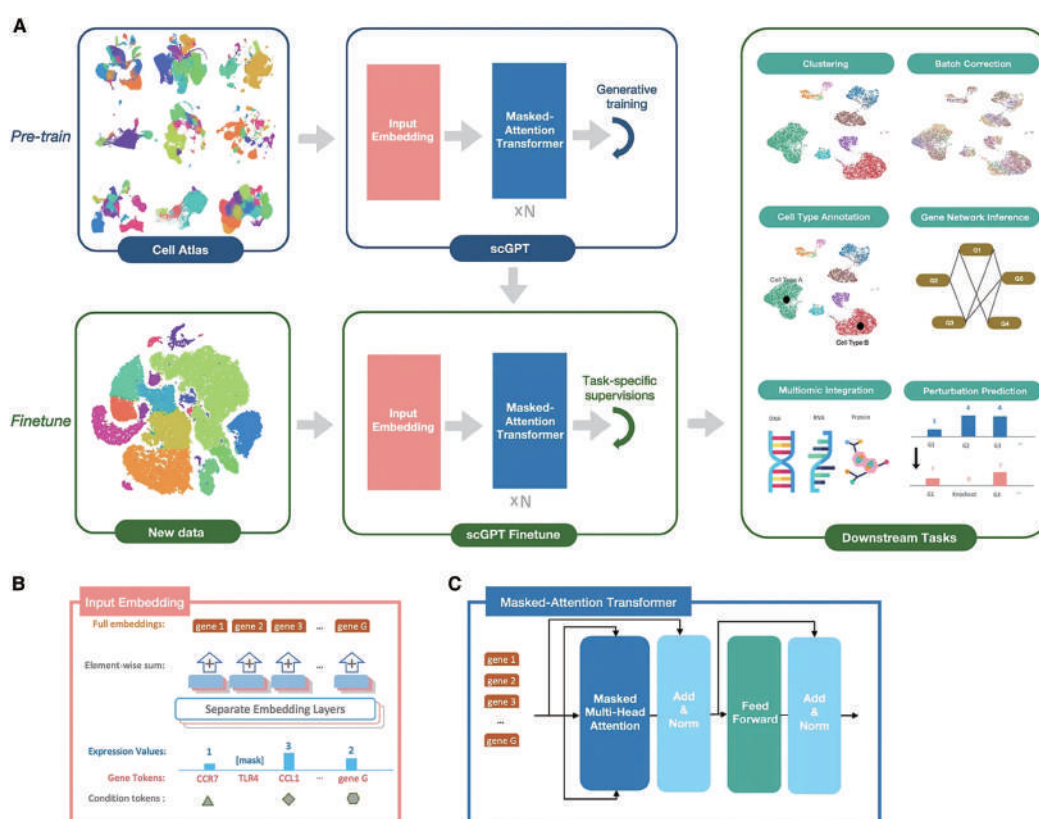 A
Pre-train
Cell Atlas
Input
Embedding
Masked-
Attention
Transformer
xN
Generative
training
scGPT
Finetune
New data
Input
Embedding
Masked-
Attention
Transformer
xN
Task-specific
supervisions
scGPT Finetune
Clustering
Batch Correction
Cell Type Annotation
Cell Type A
Cell Type B
Gene Network Inference
G1
G2
G5
G3
G4
Multiomic Integration
DNA
RNA
Protein
Perturbation Prediction
4
4
G1
G2
G3
...
G1
Knockout
G3
...
Downstream Tasks
B
Input Embedding
Full embeddings:
gene 1
gene 2
gene 3
...
gene G
Element-wise sum:
+ + + ... +
Separate Embedding Layers
Expression Values:
1
[mask]
3
2
Gene Tokens:
CCR7
TLR4
CCL1
...
gene G
Condition tokens :
C
Masked-Attention Transformer
gene 1
gene 2
gene 3
...
gene G
Masked
Multi-Head
Attention
Add
&
Norm
Feed
Forward
Add
&
Norm